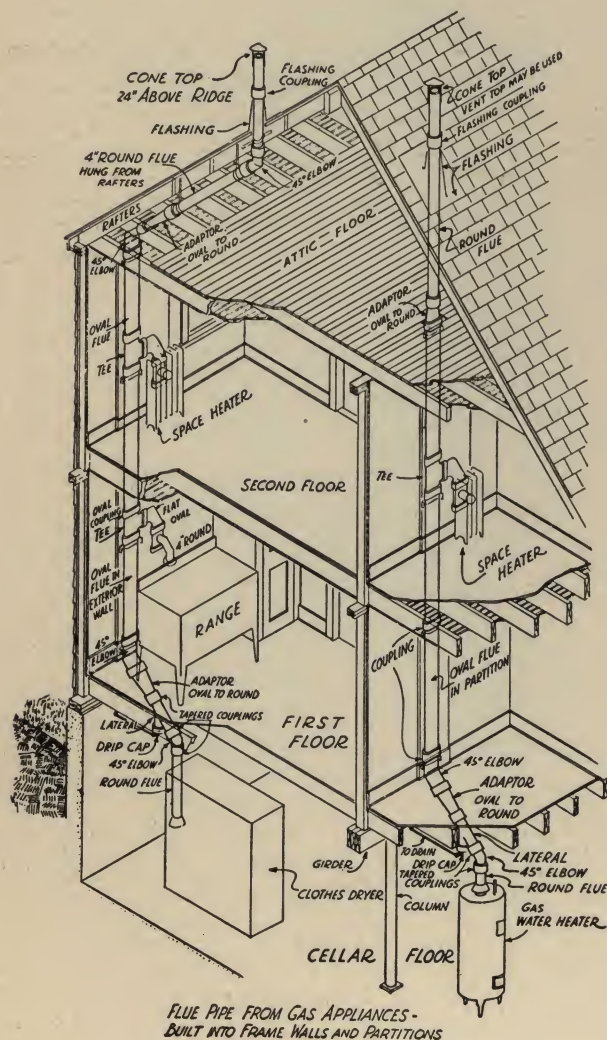 CONE TOP
24" ABOVE RIDGE
FLASHING
COUPLING
FLASHING
4" ROUND FLUE
HUNG FROM
RAFTERS
45° ELBOW
RAFTERS
ADAPTOR
OVAL TO
ROUND
45°
ELBOW
ATTIC FLOOR
CONE TOP
VENT TOP MAY BE USED
FLASHING COUPLING
FLASHING
ROUND
FLUE
ADAPTOR
OVAL TO
ROUND
OVAL
FLUE
TEE
SPACE HEATER
SECOND FLOOR
TEE
SPACE
HEATER
OVAL
COUPLING
TEE
FLAT
OVAL
4" ROUND
OVAL
FLUE IN
EXTERIOR
WALL
RANGE
45°
ELBOW
ADAPTOR
OVAL TO ROUND
TAPERED COUPLINGS
LATERAL
DRIP CAP
45° ELBOW
ROUND FLUE
FIRST
FLOOR
COUPLING
OVAL FLUE
IN PARTITION
45° ELBOW
ADAPTOR
OVAL TO
ROUND
TO DRAIN
DRIP CAP
TAPERED
COUPLINGS
LATERAL
45° ELBOW
ROUND FLUE
GAS
WATER HEATER
GIRDER
CLOTHES DRYER
COLUMN
CELLAR FLOOR
FLUE PIPE FROM GAS APPLIANCES-
BUILT INTO FRAME WALLS AND PARTITIONS